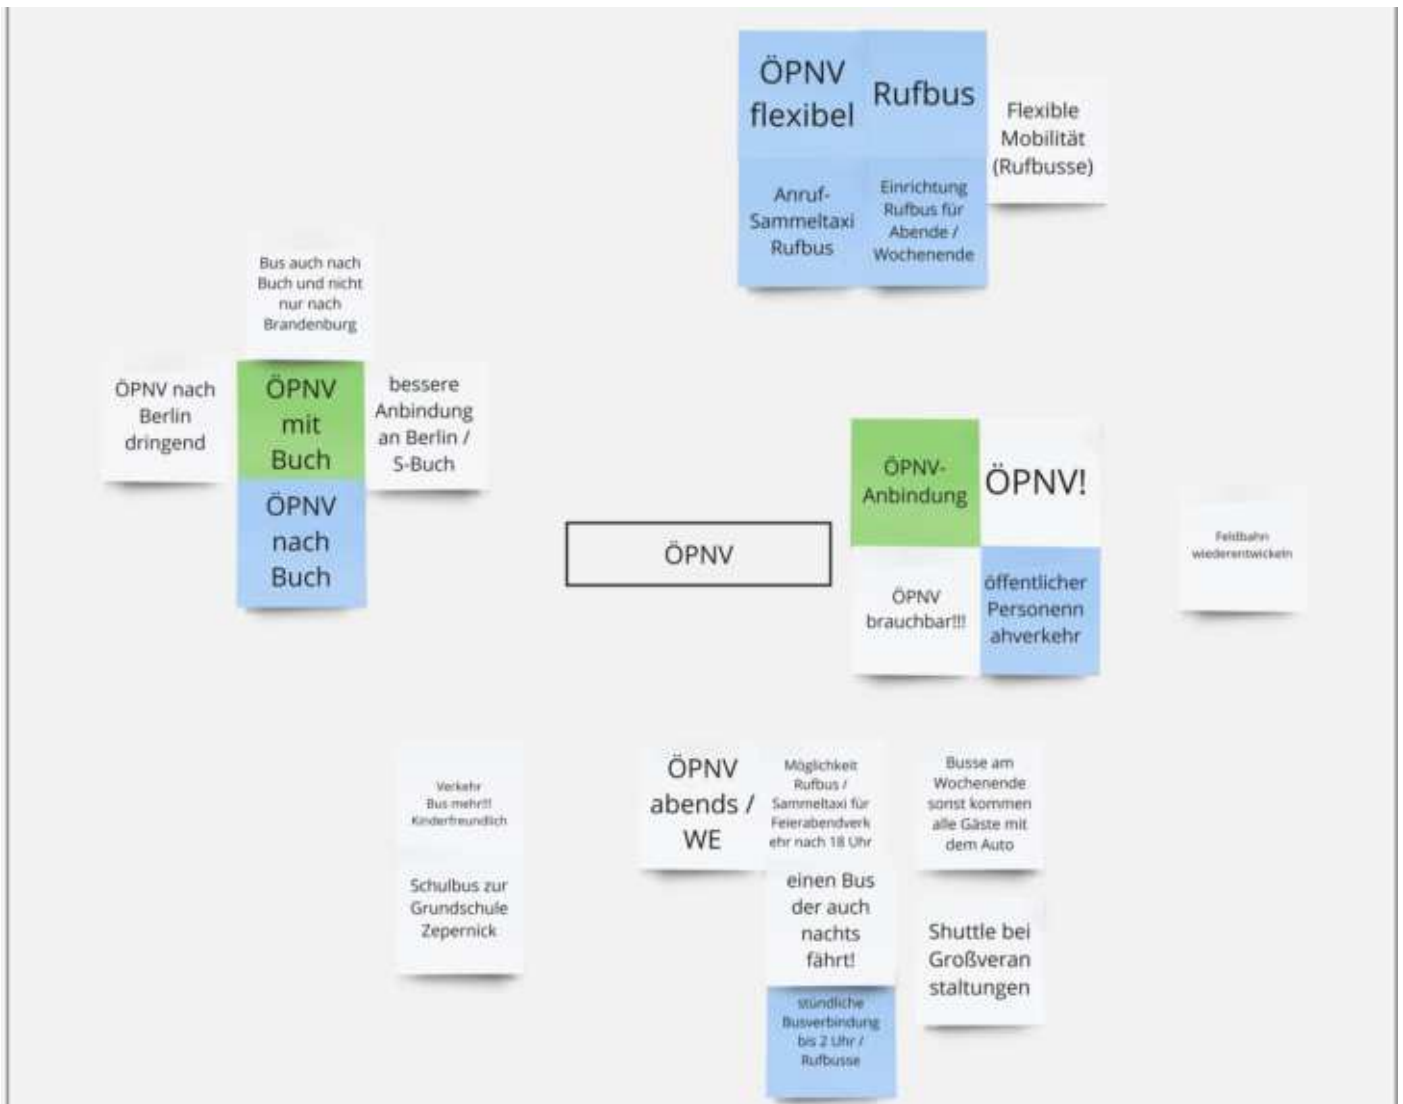 ÖPNV
flexibel
Rufbus
Flexible
Mobilität
(Rufbusse)
Anruf-
Sammeltaxi
Rufbus
Einrichtung
Rufbus für
Abende /
Wochenende
Bus auch nach
Buch und nicht
nur nach
Brandenburg
ÖPNV nach
Berlin
dringend
ÖPNV
mit
Buch
bessere
Anbindung
an Berlin /
S-Buch
ÖPNV
nach
Buch
ÖPNV
ÖPNV-
Anbindung
ÖPNV!
ÖPNV
brauchbar!!!
öffentlicher
Personenn
ahverkehr
Feldbahn
wiederentwickeln
Verkehr
Bus mehr!!!
Kinderfreundlich
Schulbus zur
Grundschule
Zepernick
ÖPNV
abends /
WE
Möglichkeit
Rufbus /
Sammeltaxi für
Feierabendverk
ehr nach 18 Uhr
einen Bus
der auch
nachts
fährt!
stündliche
Busverbindung
bis 2 Uhr /
Rufbusse
Busse am
Wochenende
sonst kommen
alle Gäste mit
dem Auto
Shuttle bei
Großveran
staltungen